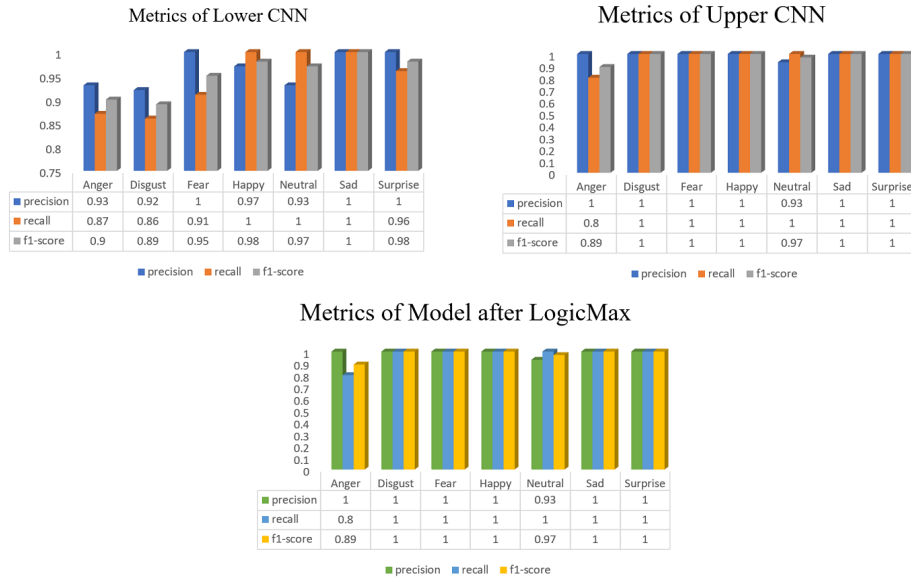 Metrics of Lower CNN
1
0.95
0.9
0.85
0.8
0.75
Anger Disgust Fear Happy Neutral Sad Surprise
precision 0.93 0.92 1 0.97 0.93 1 1
recall 0.87 0.86 0.91 1 1 1 0.96
f1-score 0.9 0.89 0.95 0.98 0.97 1 0.98
precision recall f1-score
Metrics of Upper CNN
1
0.9
0.8
0.7
0.6
0.5
0.4
0.3
0.2
0.1
0
Anger Disgust Fear Happy Neutral Sad Surprise
precision 1 1 1 1 0.93 1 1
recall 0.8 1 1 1 1 1 1
f1-score 0.89 1 1 1 0.97 1 1
precision recall f1-score
Metrics of Model after LogicMax
1
0.9
0.8
0.7
0.6
0.5
0.4
0.3
0.2
0.1
0
Anger Disgust Fear Happy Neutral Sad Surprise
precision 1 1 1 1 0.93 1 1
recall 0.8 1 1 1 1 1 1
f1-score 0.89 1 1 1 0.97 1 1
precision recall f1-score